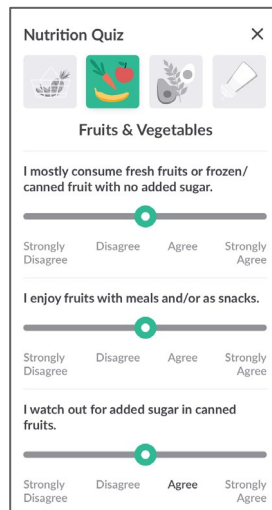 Nutrition Quiz
Fruits & Vegetables
I mostly consume fresh fruits or frozen/
canned fruit with no added sugar.
Strongly Disagree Disagree Agree Strongly Agree
I enjoy fruits with meals and/or as snacks.
Strongly Disagree Disagree Agree Strongly Agree
I watch out for added sugar in canned
fruits.
Strongly Disagree Disagree Agree Strongly Agree